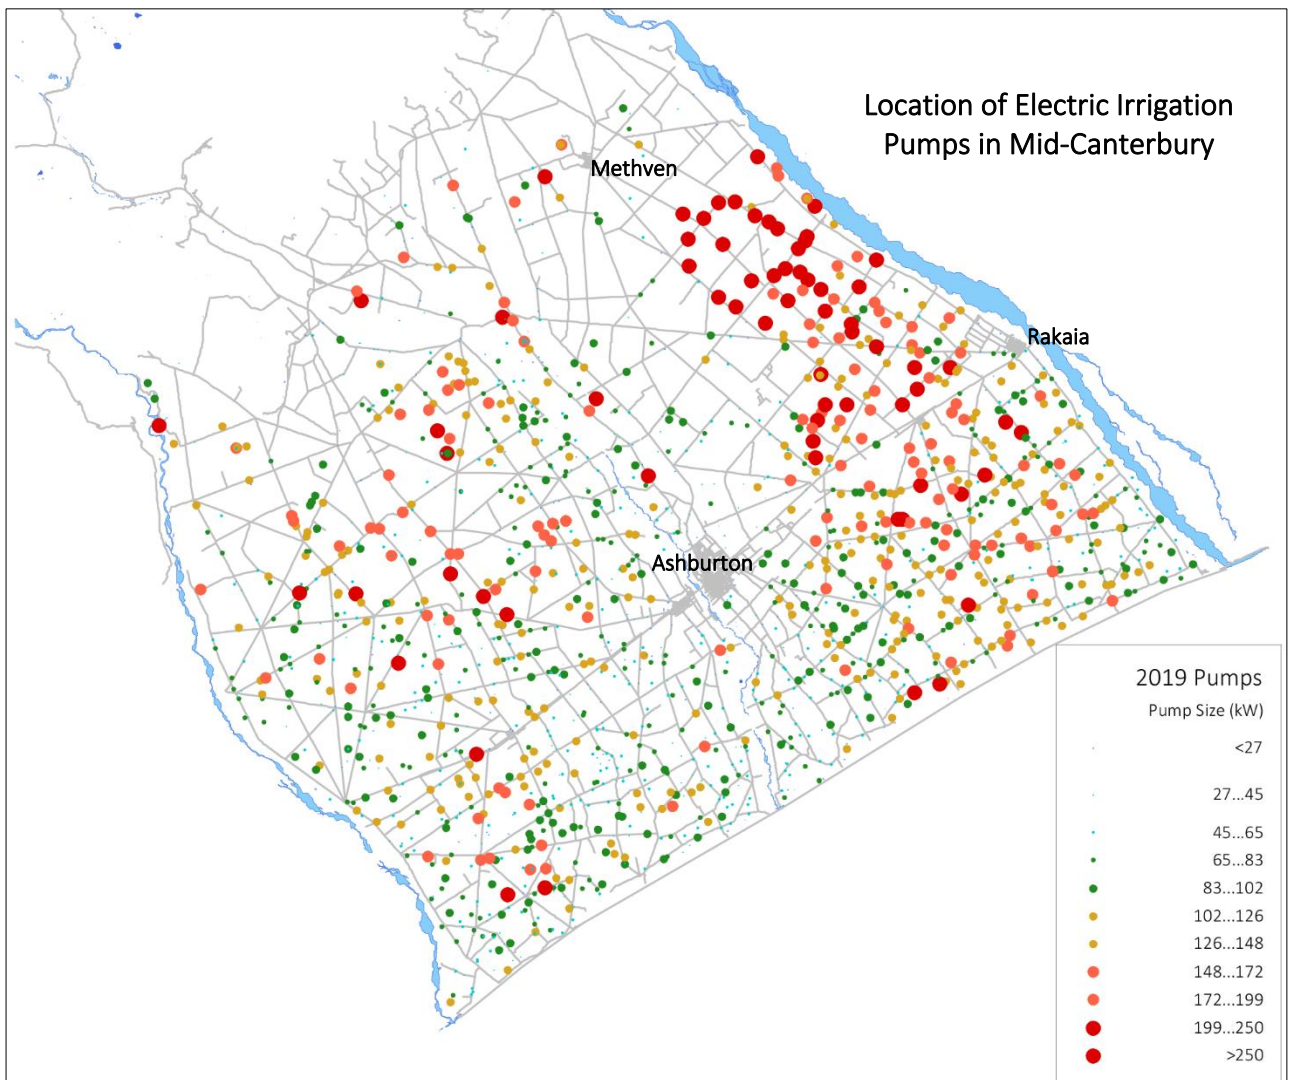 Location of Electric Irrigation
Pumps in Mid-Canterbury
Methven
Rakaia
Ashburton
2019 Pumps
Pump Size (kW)
<27
27...45
45...65
65...83
83...102
102...126
126...148
148...172
172...199
199...250
>250